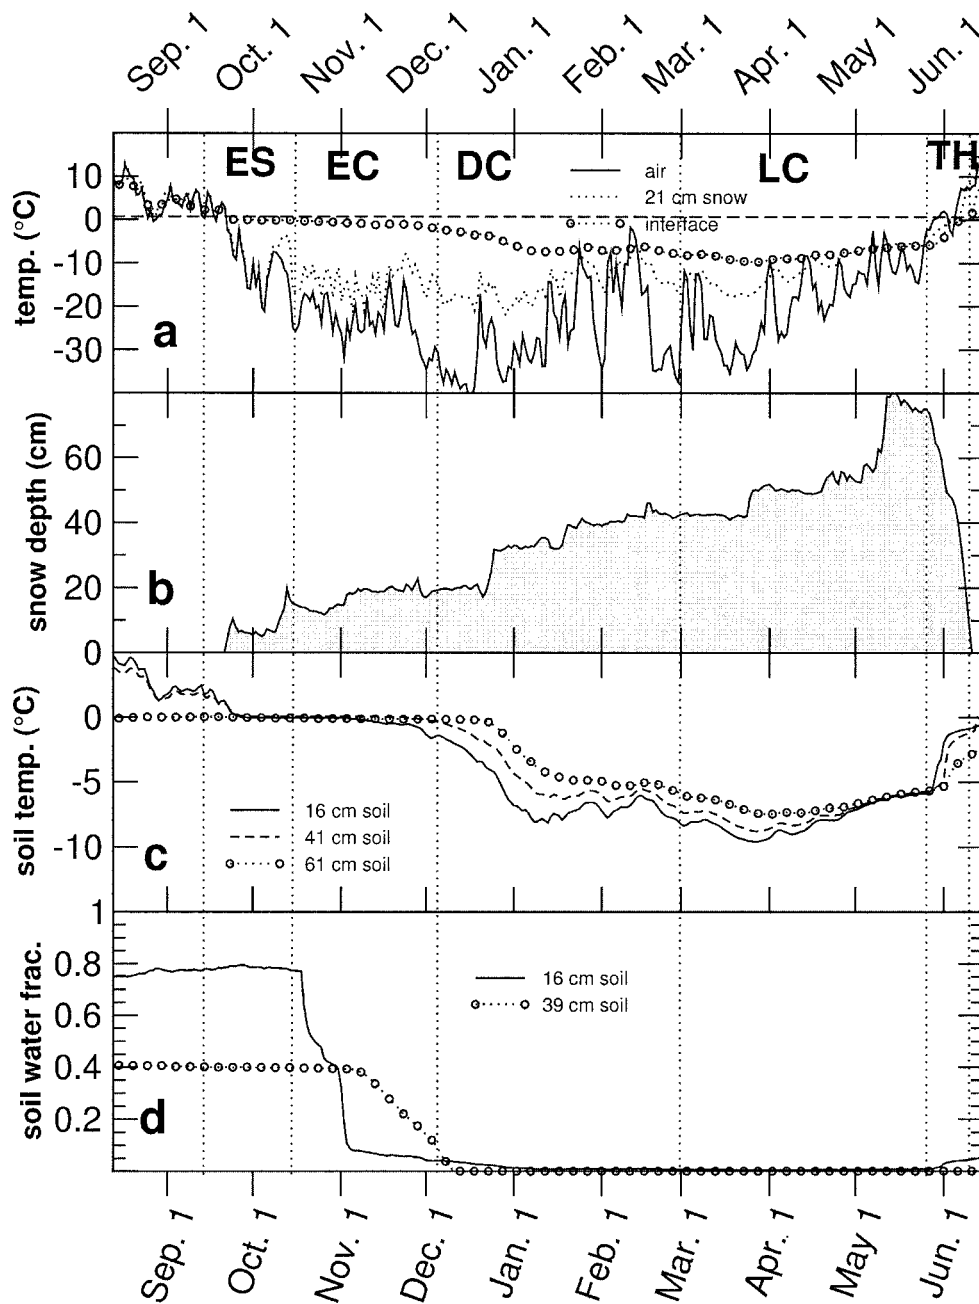 Sep. 1 Oct. 1 Nov. 1 Dec. 1 Jan. 1 Feb. 1 Mar. 1 Apr. 1 May 1 Jun. 1
ES EC DC LC TH
air
21 cm snow
interface
temp. (°C)
10
0
-10
-20
-30
a
snow depth (cm)
60
40
20
0
b
soil temp. (°C)
0
-5
-10
16 cm soil
41 cm soil
61 cm soil
c
soil water frac.
1
0.8
0.6
0.4
0.2
16 cm soil
39 cm soil
d
Sep. 1 Oct. 1 Nov. 1 Dec. 1 Jan. 1 Feb. 1 Mar. 1 Apr. 1 May 1 Jun. 1